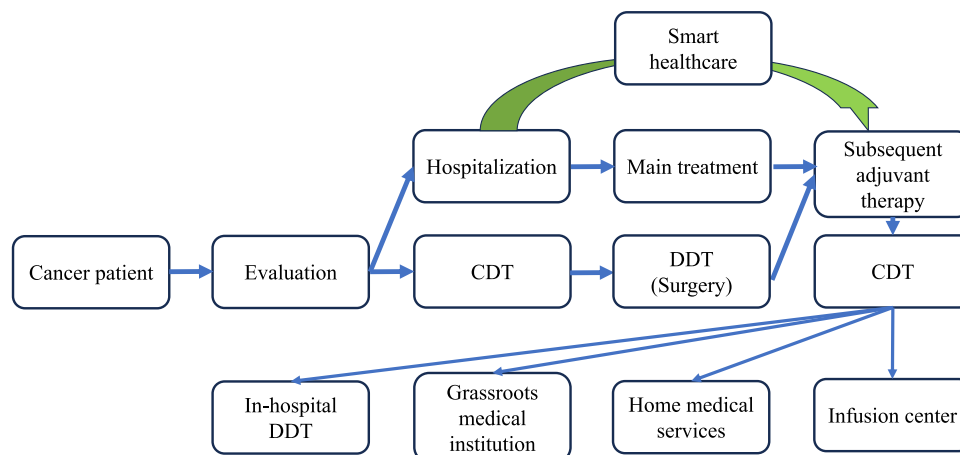 Smart
healthcare
Hospitalization
Main treatment
Subsequent
adjuvant
therapy
Cancer patient
Evaluation
CDT
DDT
(Surgery)
CDT
In-hospital
DDT
Grassroots
medical
institution
Home medical
services
Infusion center